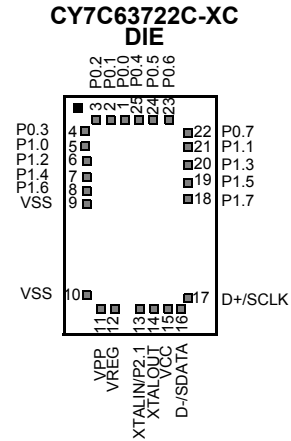 CY7C63722C-XC
DIE
P0.2
P0.1
P0.0
P0.4
P0.5
P0.6
3
2
1
25
24
23
P0.3 4
P1.0 5
P1.2 6
P1.4 7
P1.6 8
VSS 9
VSS 10
22 P0.7
21 P1.1
20 P1.3
19 P1.5
18 P1.7
17 D+/SCLK
11
12
13
14
15
16
VPP
VREG
XTALIN/P2.1
XTALOUT
VCC
D-/SDATA